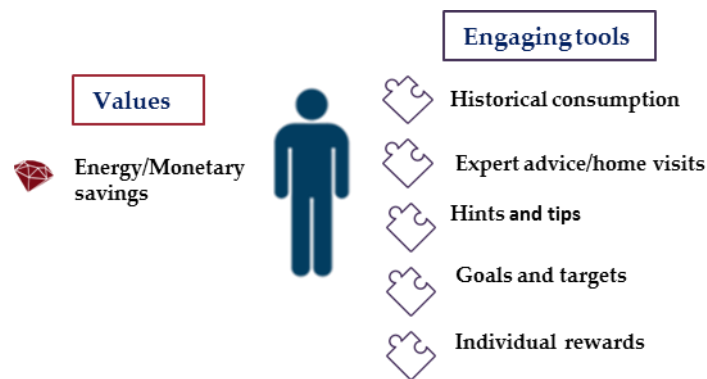 Values
Energy/Monetary
savings
Engaging tools
Historical consumption
Expert advice/home visits
Hints and tips
Goals and targets
Individual rewards